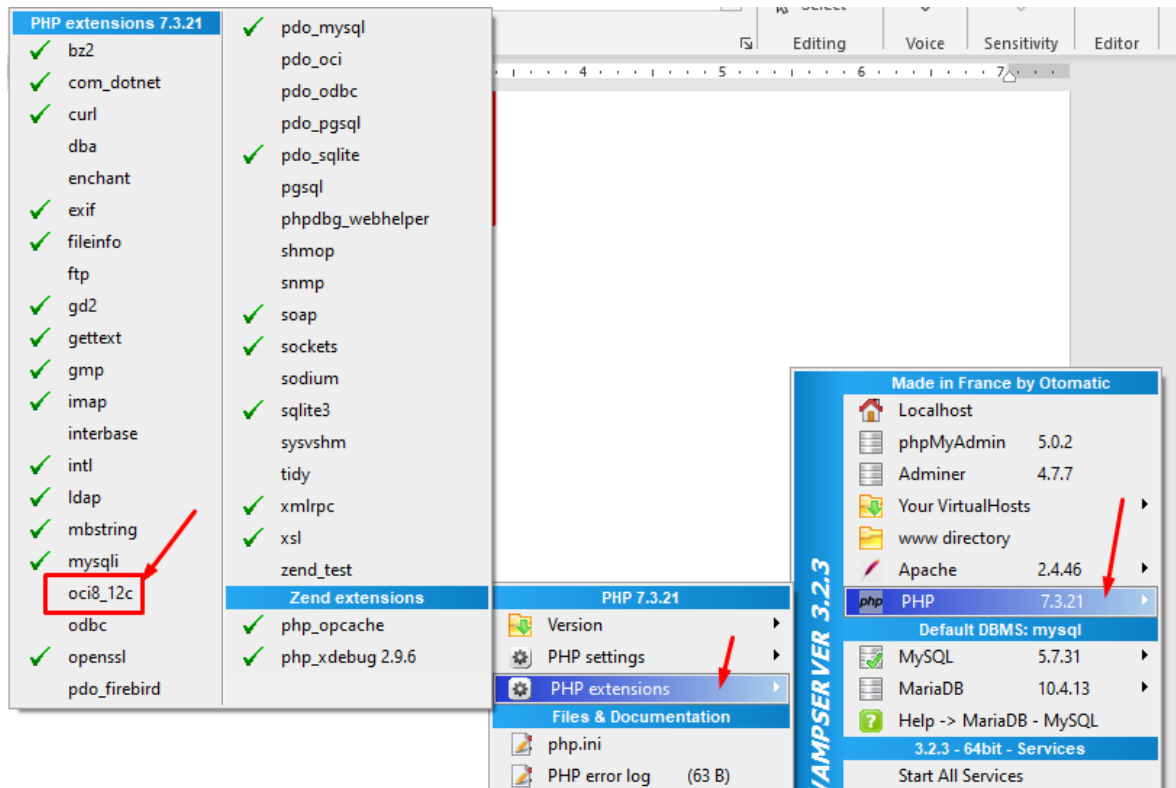 PHP extensions 7.3.21
bz2
com_dotnet
curl
dba
enchant
exif
fileinfo
ftp
gd2
gettext
gmp
imap
interbase
intl
ldap
mbstring
mysqli
oci8_12c
odbc
openssl
pdo_firebird
pdo_mysql
pdo_oci
pdo_odbc
pdo_pgsql
pdo_sqlite
pgsql
phpdbg_webhelper
shmop
snmp
soap
sockets
sodium
sqlite3
sysvshm
tidy
xmlrpc
xsl
zend_test
Zend extensions
php_opcache
php_xdebug 2.9.6
Select
Editing
Voice
Sensitivity
Editor
4 5 6 7
PHP 7.3.21
Version
PHP settings
PHP extensions
Files & Documentation
php.ini
PHP error log (63 B)
WAMPSERVER 3.2.3
Made in France by Otomatic
Localhost
phpMyAdmin 5.0.2
Adminer 4.7.7
Your VirtualHosts
www directory
Apache 2.4.46
php PHP 7.3.21
Default DBMS: mysql
MySQL 5.7.31
MariaDB 10.4.13
? Help -> MariaDB - MySQL
3.2.3 - 64bit - Services
Start All Services